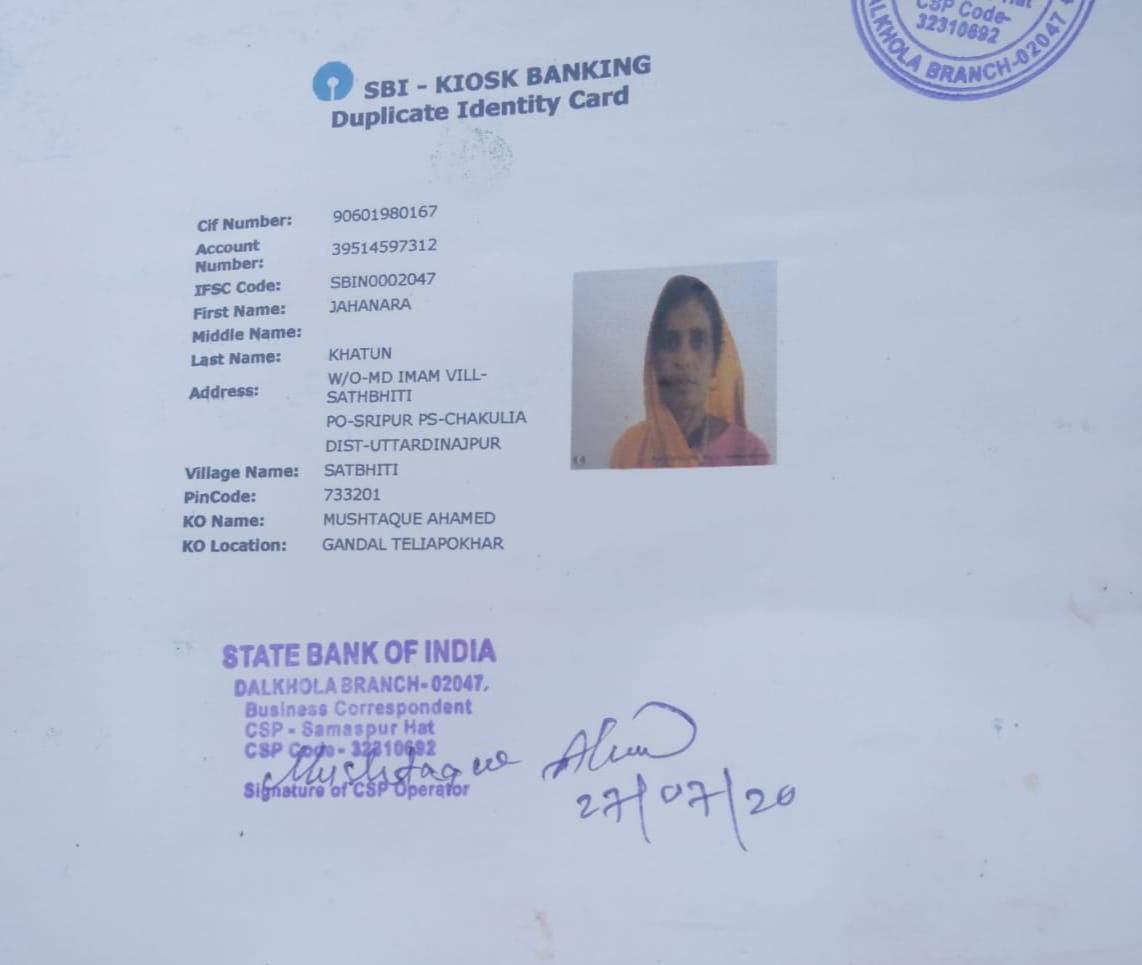 Hat
CSP Code-
32310692
DALKHOLA BRANCH-02047
SBI - KIOSK BANKING
Duplicate Identity Card
Cif Number: 90601980167
Account Number: 39514597312
IFSC Code: SBIN0002047
First Name: JAHANARA
Middle Name:
Last Name: KHATUN
Address: W/O-MD IMAM VILL-
SATHBHITI
PO-SRIPUR PS-CHAKULIA
DIST-UTTARDINAJPUR
Village Name: SATBHITI
PinCode: 733201
KO Name: MUSHTAQUE AHAMED
KO Location: GANDAL TELIAPOKHAR
STATE BANK OF INDIA
DALKHOLA BRANCH-02047,
Business Correspondent
CSP - Samaspur Hat
CSP Code - 32310692
Mushtaque
Signature of CSP Operator
27/07/20